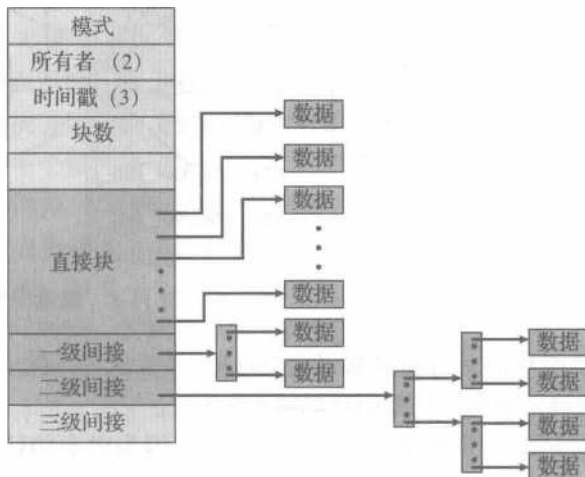 模式
所有者（2）
时间戳（3）
块数
直接块
一级间接
二级间接
三级间接
数据
数据
数据
数据
数据
数据
数据
数据
数据
数据